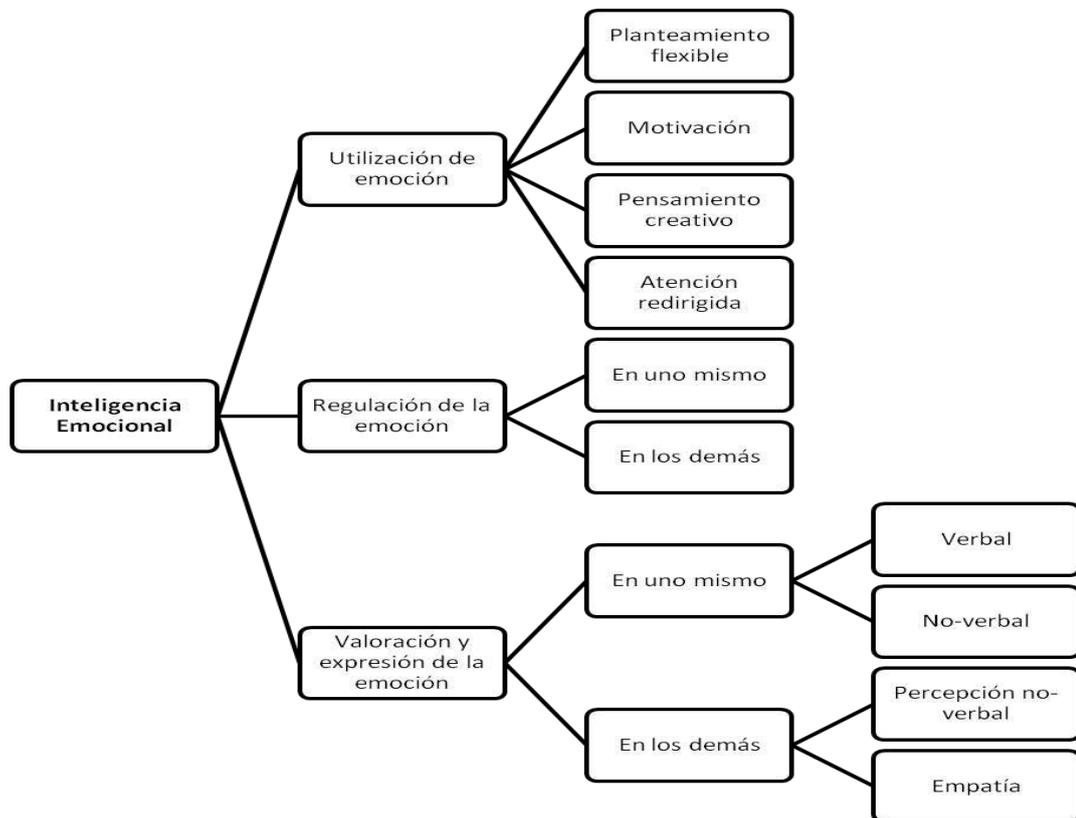 Planteamiento
flexible
Motivación
Utilización de
emoción
Pensamiento
creativo
Atención
redirigida
Inteligencia
Emocional
Regulación de la
emoción
En uno mismo
En los demás
Valoración y
expresión de la
emoción
En uno mismo
Verbal
No-verbal
En los demás
Percepción no-
verbal
Empatía